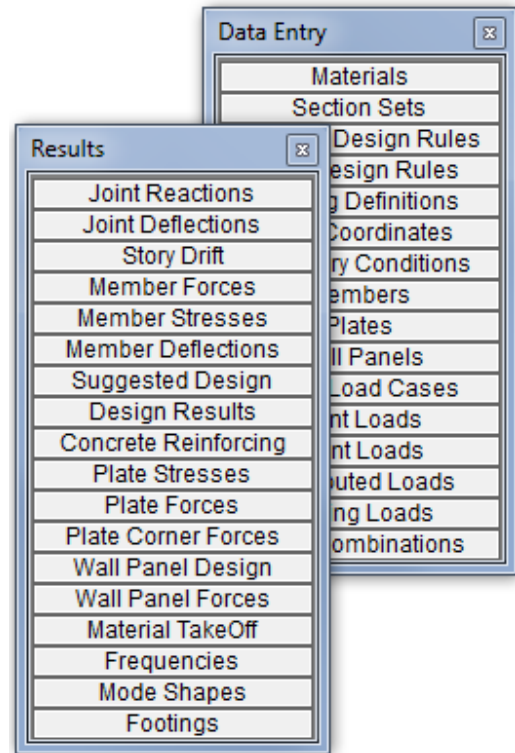 Data Entry
Materials
Section Sets
Design Rules
esign Rules
g Definitions
Coordinates
ry Conditions
embers
Plates
ll Panels
Load Cases
nt Loads
nt Loads
uted Loads
ng Loads
ombinations
Results
Joint Reactions
Joint Deflections
Story Drift
Member Forces
Member Stresses
Member Deflections
Suggested Design
Design Results
Concrete Reinforcing
Plate Stresses
Plate Forces
Plate Corner Forces
Wall Panel Design
Wall Panel Forces
Material TakeOff
Frequencies
Mode Shapes
Footings